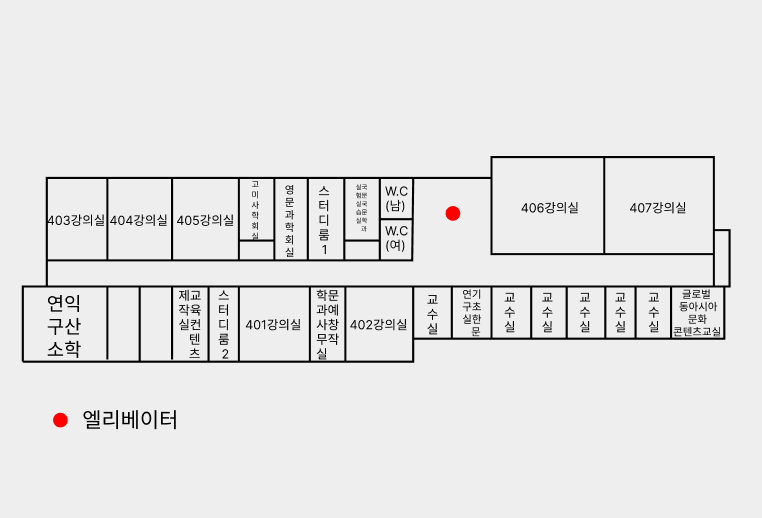 403강의실
404강의실
405강의실
고미사학회실
영문과학회실
스터디룸1
국문국문학과
실험실습실
W.C
(남)
W.C
(여)
406강의실
407강의실
익산학
연구소
교육컨텐츠
제작실
스터디룸2
401강의실
문예창작
학과사무실
402강의실
교수실
기초한문
연구실
교수실
교수실
교수실
교수실
교수실
글로벌
동아시아
문화
콘텐츠교실
엘리베이터